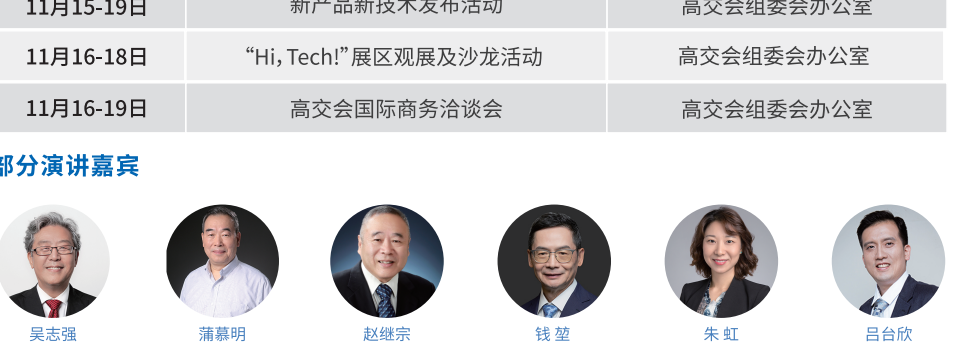 11月15-19日 新产品新技术发布活动 高交会组委会办公室
11月16-18日 “Hi, Tech!”展区观展及沙龙活动 高交会组委会办公室
11月16-19日 高交会国际商务洽谈会 高交会组委会办公室
部分演讲嘉宾
吴志强 蒲慕明 赵继宗 钱堃 朱虹 吕台欣